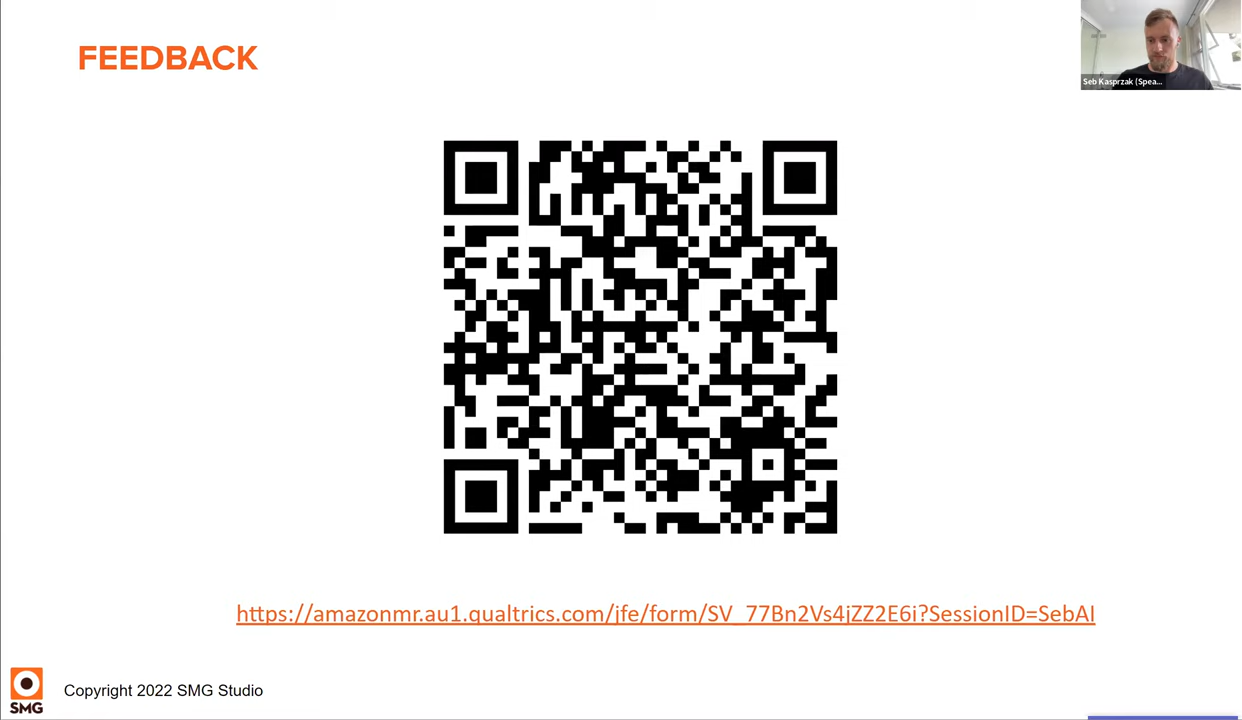 FEEDBACK
Seb Kasprzak (Spea...
https://amazonmr.au1.qualtrics.com/jfe/form/SV_77Bn2Vs4jZZ2E6i?SessionID=SebAI
SMG
Copyright 2022 SMG Studio